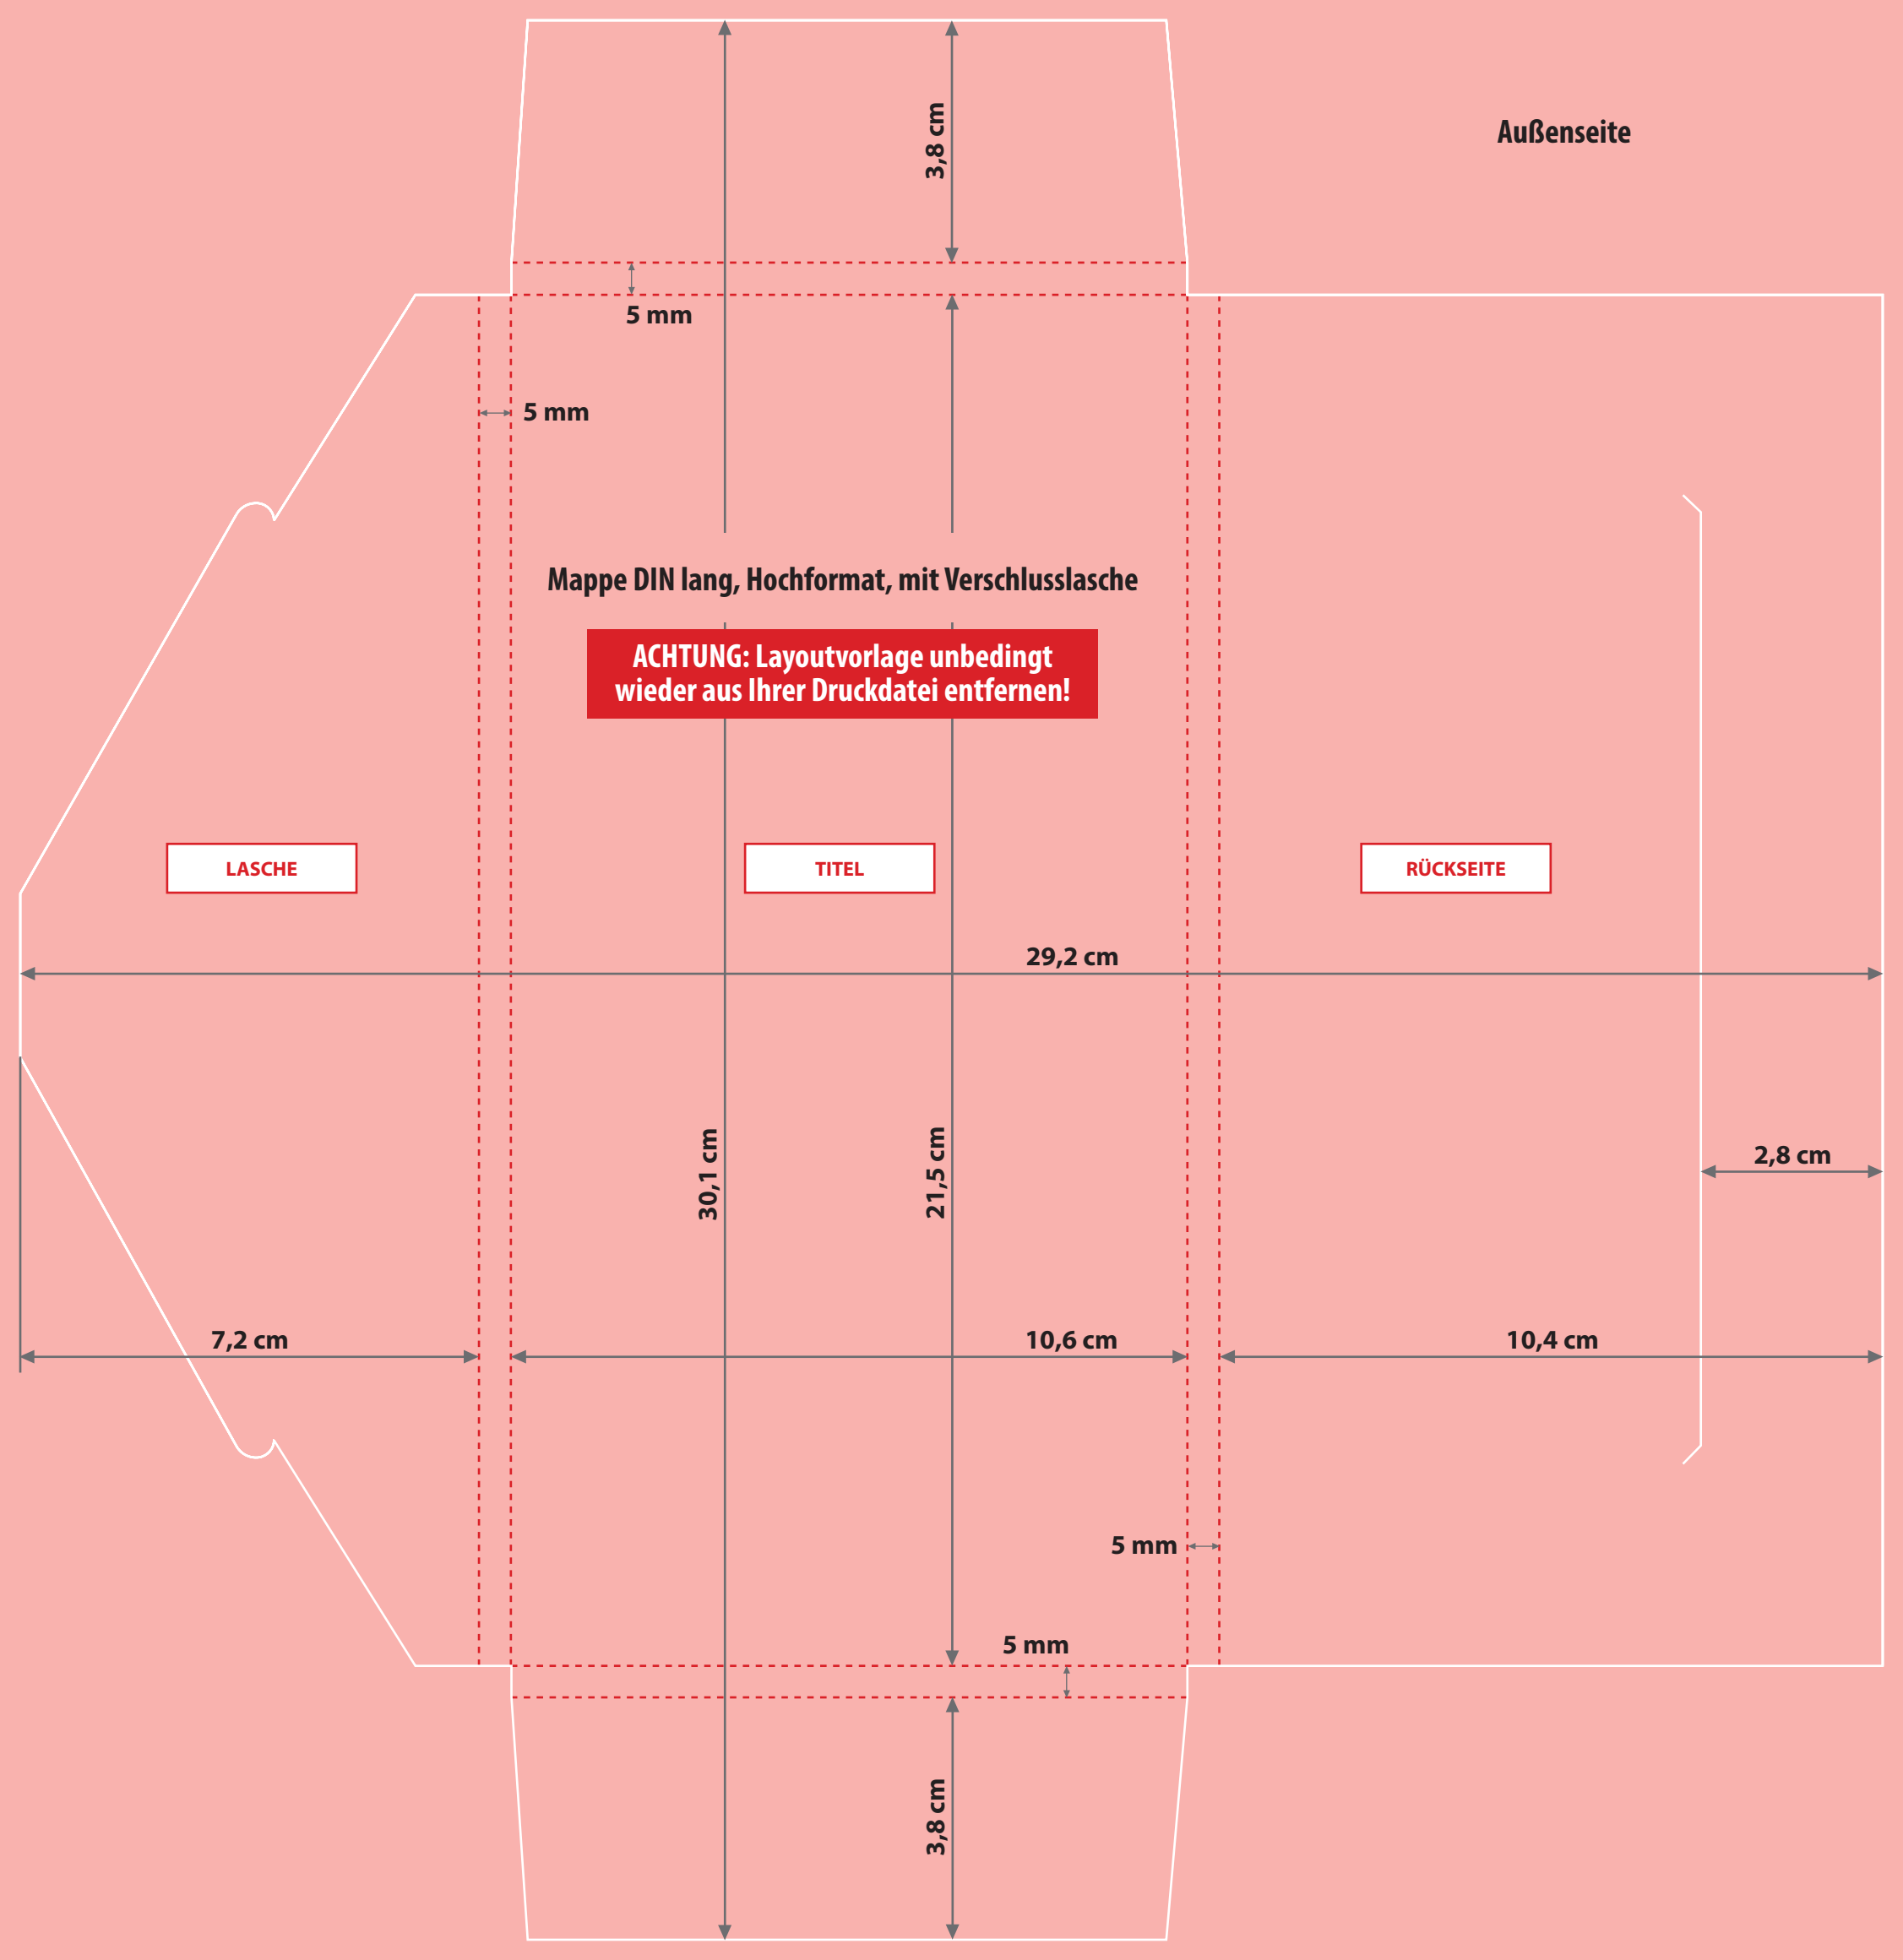 3,8 cm
Außenseite
5 mm
5 mm
Mappe DIN lang, Hochformat, mit Verschlusslasche
ACHTUNG: Layoutvorlage unbedingt
wieder aus Ihrer Druckdatei entfernen!
LASCHE
TITEL
RÜCKSEITE
29,2 cm
30,1 cm
21,5 cm
2,8 cm
7,2 cm
10,6 cm
10,4 cm
5 mm
5 mm
3,8 cm